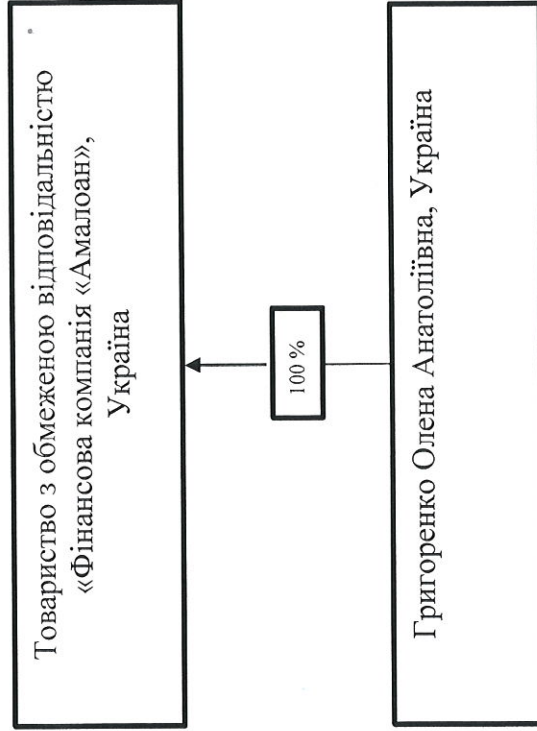 Товариство з обмеженою відповідальністю
«Фінансова компанія «Амалоан»,
Україна
100 %
Григоренко Олена Анатоліївна, Україна